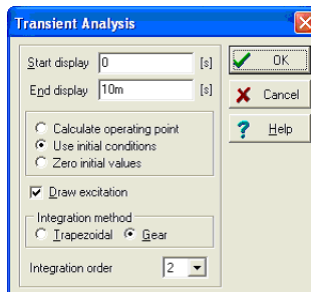 Transient Analysis
Start display 0 [s]
End display 10m [s]
Calculate operating point
Use initial conditions
Zero initial values
Draw excitation
Integration method
Trapezoidal Gear
Integration order 2
OK
Cancel
? Help